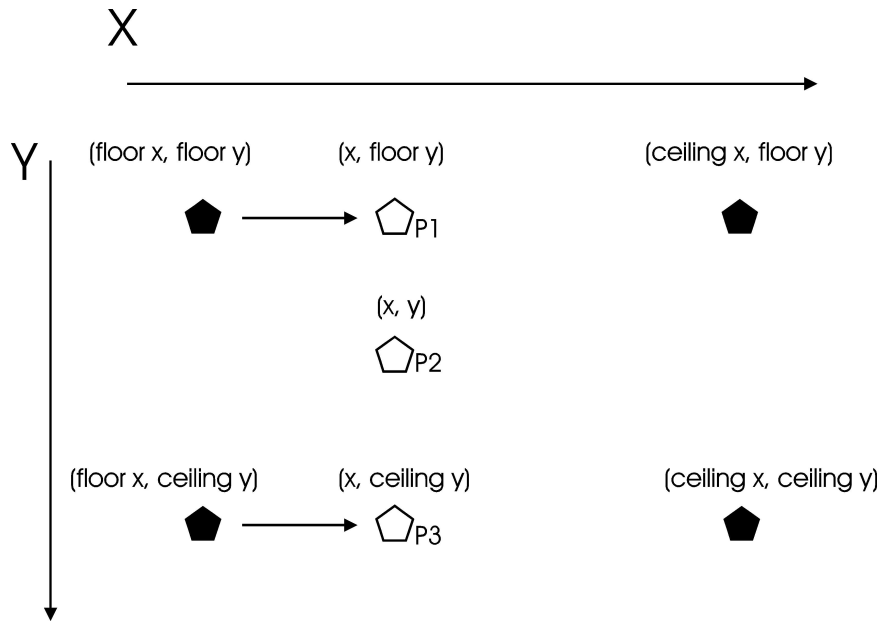 X
Y
(floor x, floor y) (x, floor y) (ceiling x, floor y)
P1
(x, y)
P2
(floor x, ceiling y) (x, ceiling y) (ceiling x, ceiling y)
P3